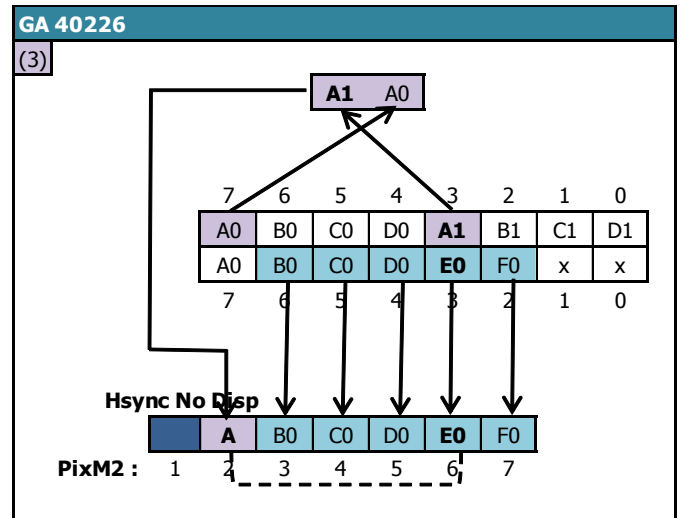 GA 40226
(3)
A1 A0
7 6 5 4 3 2 1 0
A0 B0 C0 D0 A1 B1 C1 D1
A0 B0 C0 D0 E0 F0 x x
7 6 5 4 3 2 1 0
Hsync No Disp
A B0 C0 D0 E0 F0
PixM2 : 1 2 3 4 5 6 7